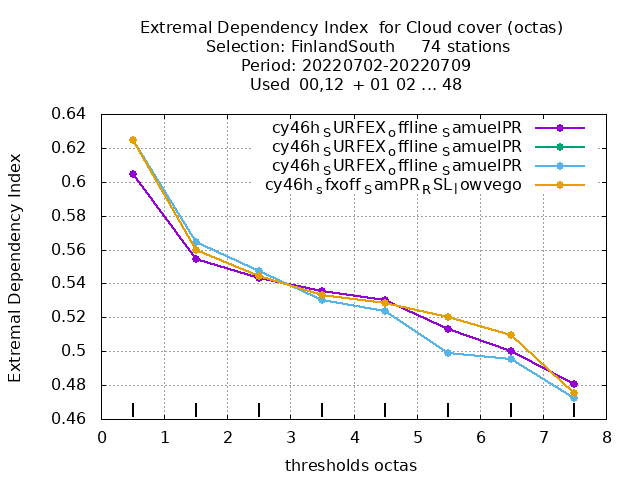 Extremal Dependency Index  for Cloud cover (octas)
Selection: FinlandSouth     74 stations
Period: 20220702-20220709
Used  00,12  + 01 02 ... 48
Extremal Dependency Index
0.64
0.62
0.6
0.58
0.56
0.54
0.52
0.5
0.48
0.46
cy46h_SURFEX_offline_SamuelPR
cy46h_SURFEX_offline_SamuelPR
cy46h_SURFEX_offline_SamuelPR
cy46h_sfxoff_SamPR_RSL_lowvego
0 1 2 3 4 5 6 7 8
thresholds octas